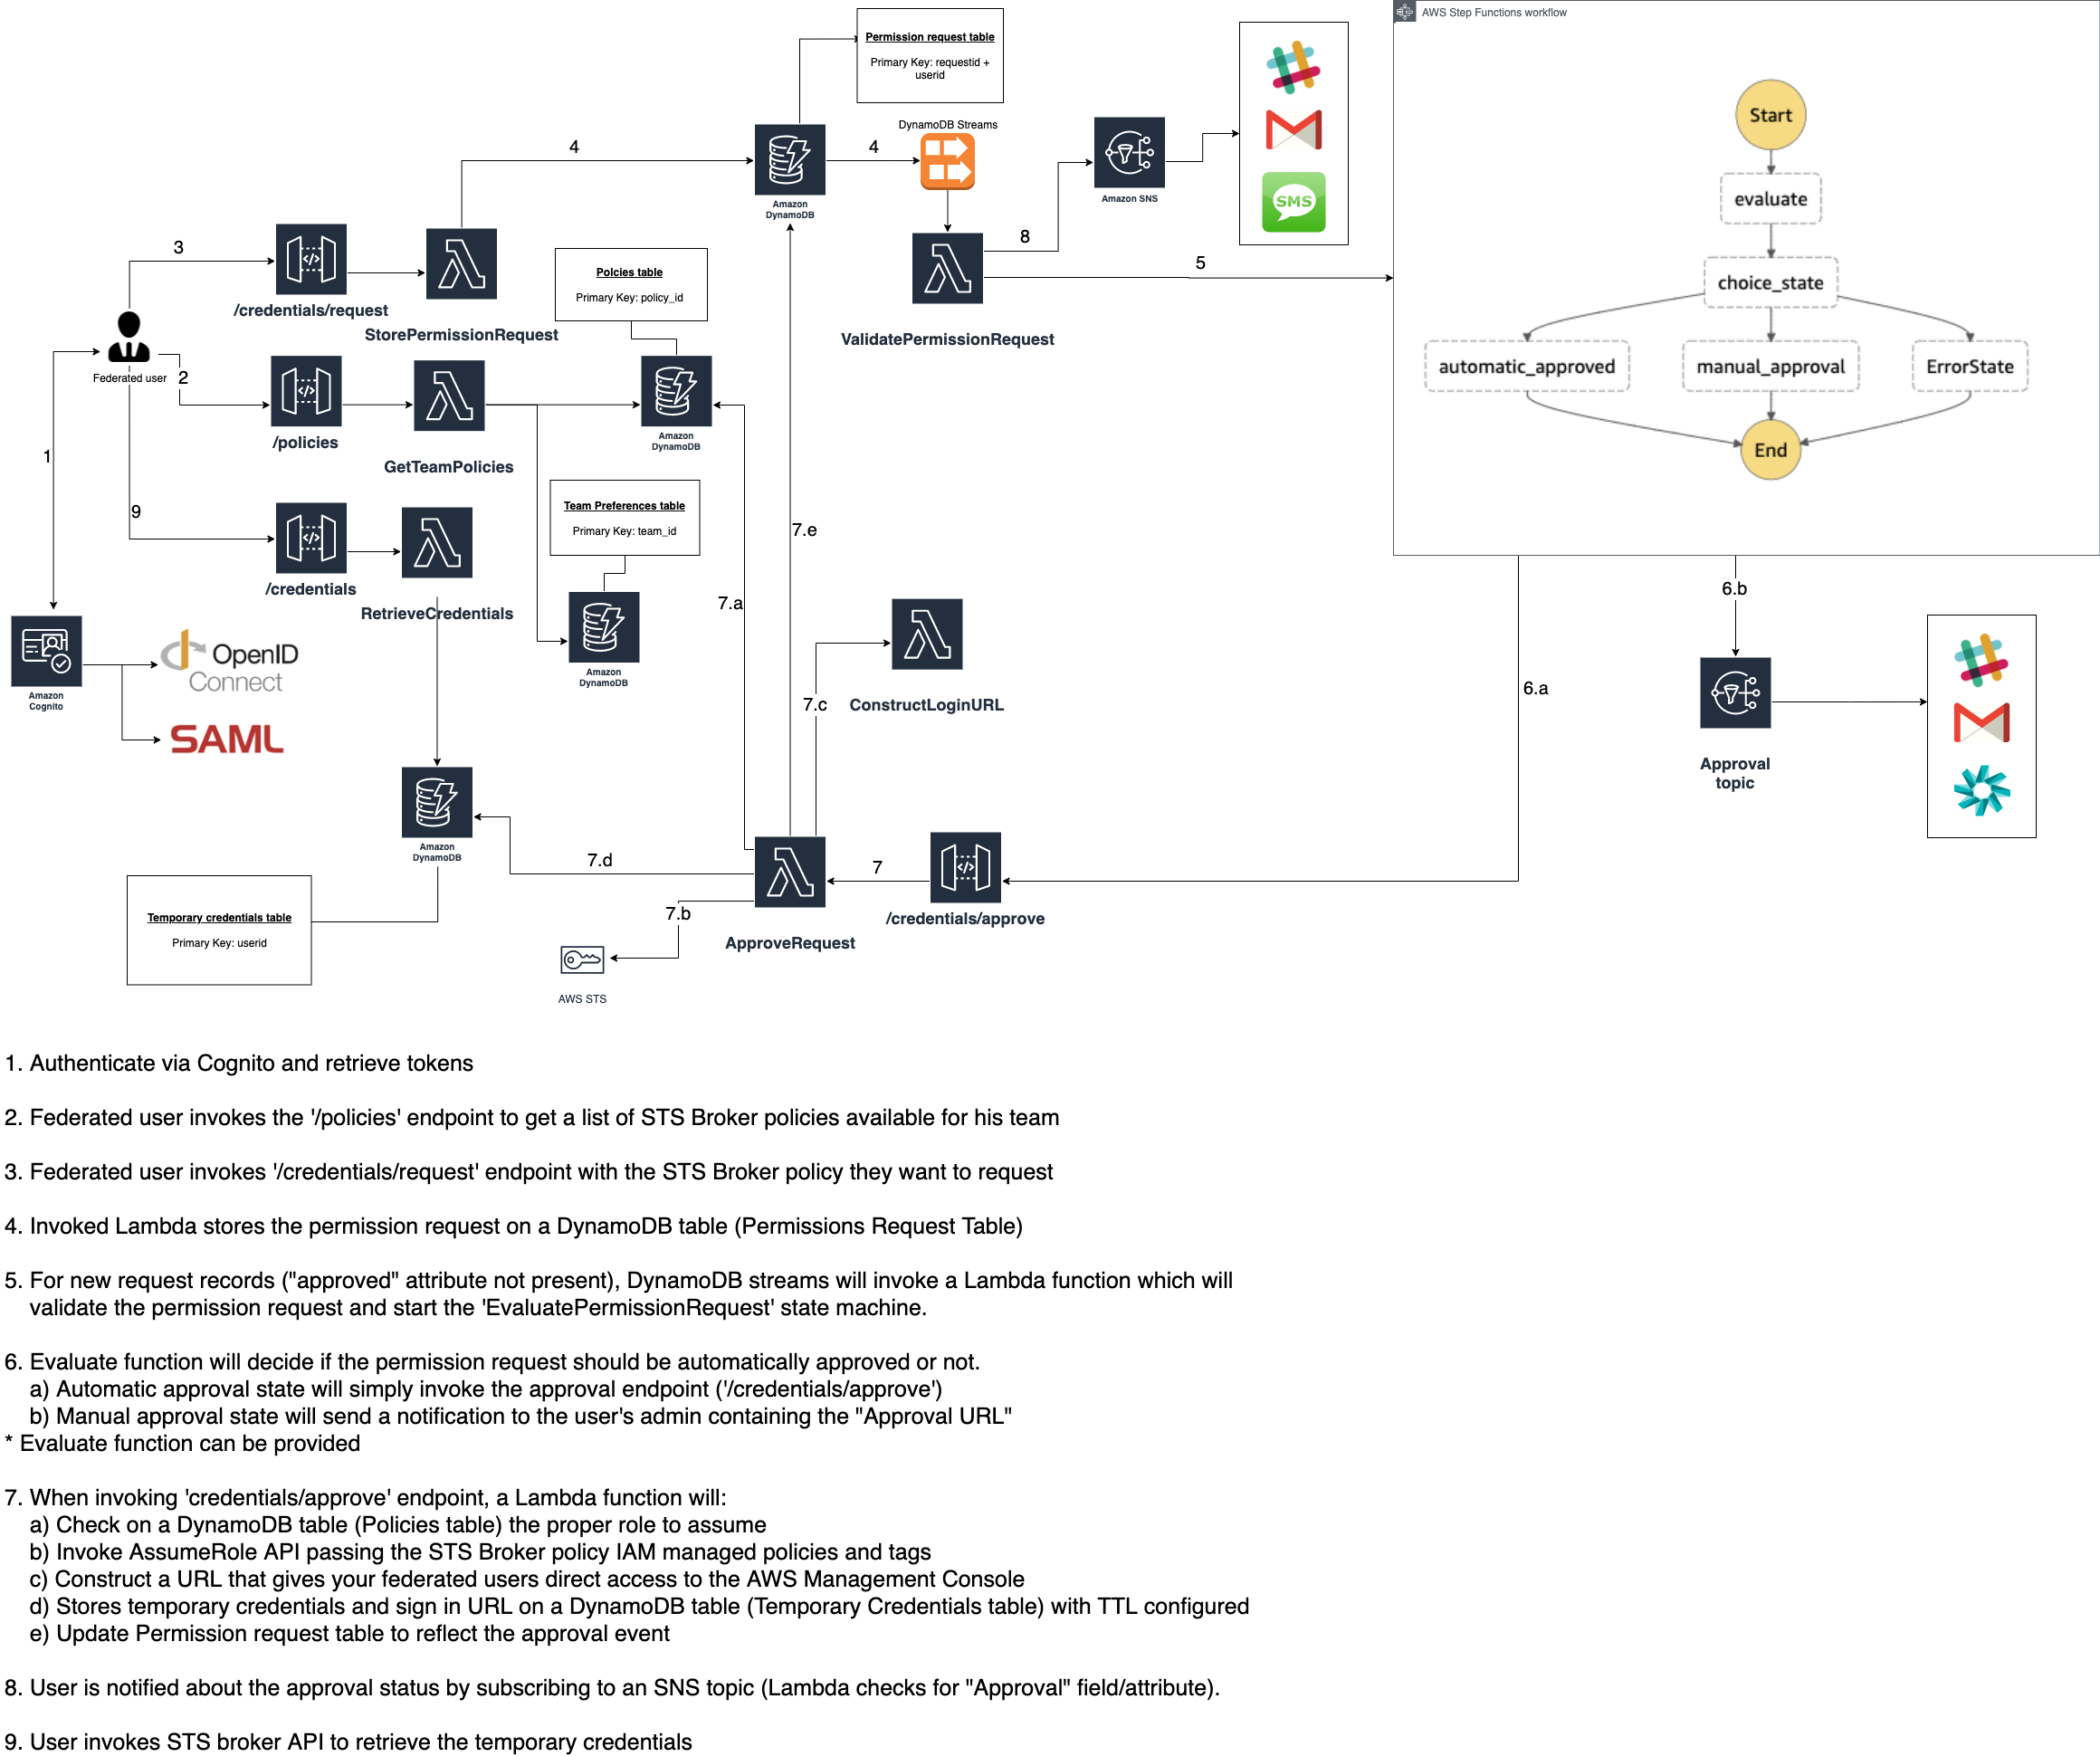 AWS Step Functions workflow
Permission request table
Primary Key: requestid +
userid
DynamoDB Streams
Amazon
DynamoDB
Amazon SNS
SMS
Start
evaluate
choice_state
automatic_approved
manual_approval
ErrorState
End
4
4
8
5
3
/credentials/request
StorePermissionRequest
Polcies table
Primary Key: policy_id
ValidatePermissionRequest
Federated user
2
/policies
GetTeamPolicies
Amazon
DynamoDB
1
9
/credentials
RetrieveCredentials
Team Preferences table
Primary Key: team_id
Amazon
DynamoDB
7.e
7.a
7.c
ConstructLoginURL
6.a
6.b
Approval
topic
Amazon
Cognito
OpenID
Connect
SAML
Amazon
DynamoDB
Temporary credentials table
Primary Key: userid
7.d
7.b
AWS STS
ApproveRequest
7
/credentials/approve
1. Authenticate via Cognito and retrieve tokens
2. Federated user invokes the '/policies' endpoint to get a list of STS Broker policies available for his team
3. Federated user invokes '/credentials/request' endpoint with the STS Broker policy they want to request
4. Invoked Lambda stores the permission request on a DynamoDB table (Permissions Request Table)
5. For new request records ("approved" attribute not present), DynamoDB streams will invoke a Lambda function which will
validate the permission request and start the 'EvaluatePermissionRequest' state machine.
6. Evaluate function will decide if the permission request should be automatically approved or not.
a) Automatic approval state will simply invoke the approval endpoint ('/credentials/approve')
b) Manual approval state will send a notification to the user's admin containing the "Approval URL"
* Evaluate function can be provided
7. When invoking 'credentials/approve' endpoint, a Lambda function will:
a) Check on a DynamoDB table (Policies table) the proper role to assume
b) Invoke AssumeRole API passing the STS Broker policy IAM managed policies and tags
c) Construct a URL that gives your federated users direct access to the AWS Management Console
d) Stores temporary credentials and sign in URL on a DynamoDB table (Temporary Credentials table) with TTL configured
e) Update Permission request table to reflect the approval event
8. User is notified about the approval status by subscribing to an SNS topic (Lambda checks for "Approval" field/attribute).
9. User invokes STS broker API to retrieve the temporary credentials